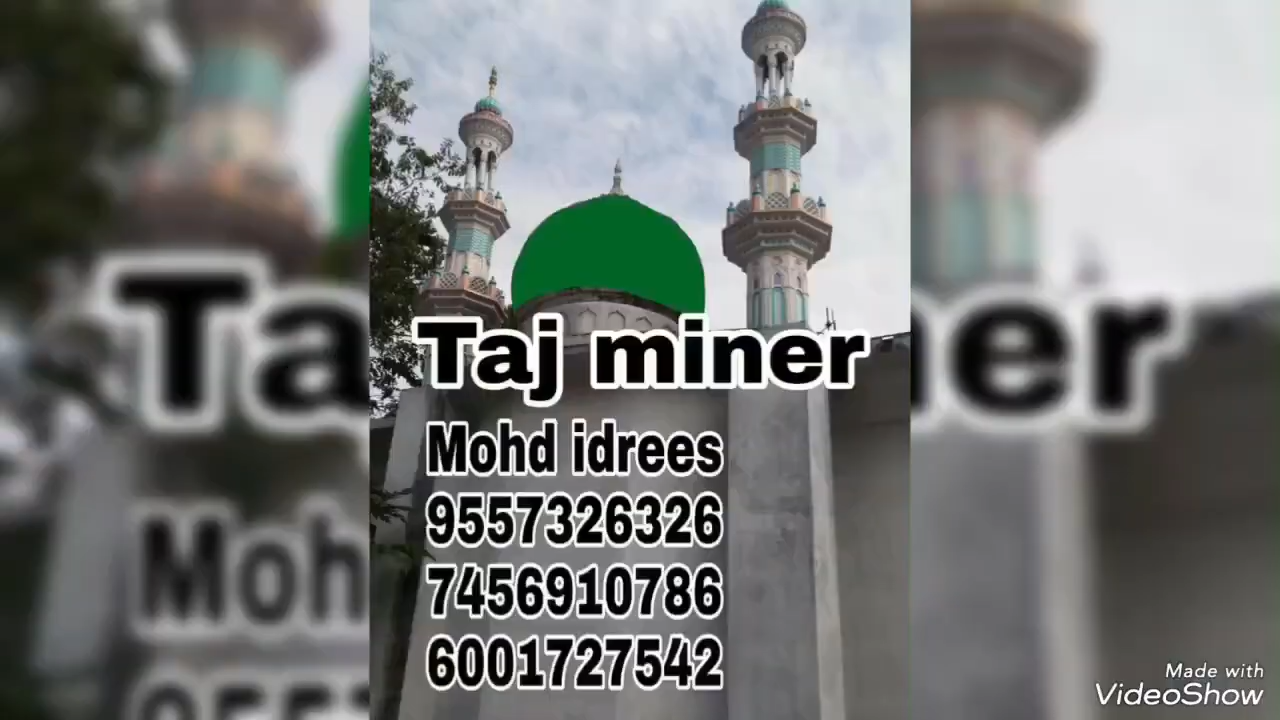 Taj miner
Mohd idrees
9557326326
7456910786
6001727542
Made with
VideoShow